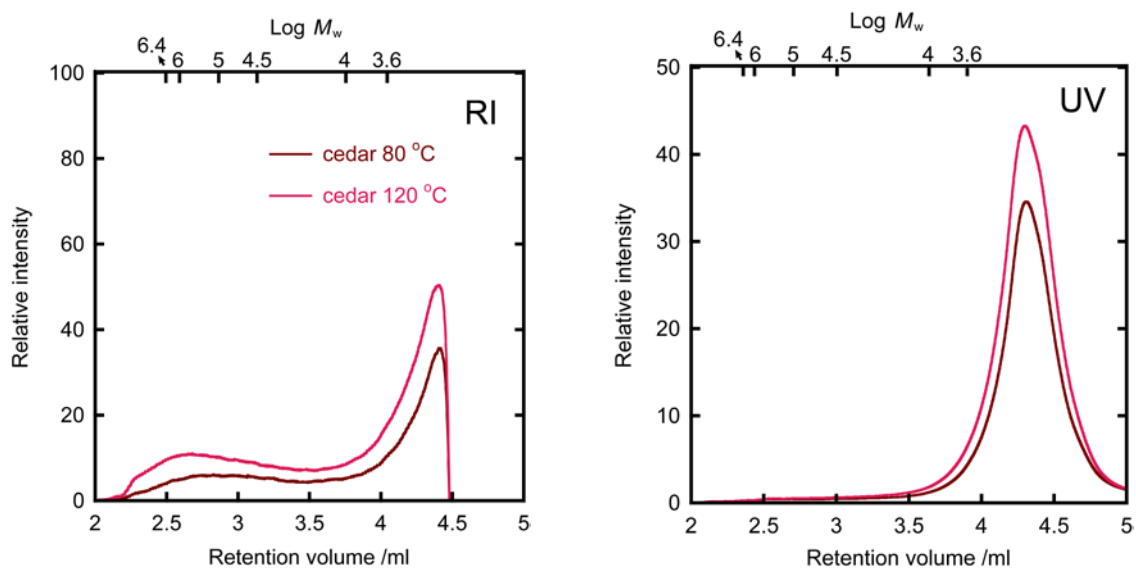 Log Mw
6.4 6 5 4.5 4 3.6
RI
cedar 80 °C
cedar 120 °C
100
80
60
40
20
0
Relative intensity
2 2.5 3 3.5 4 4.5 5
Retention volume /ml
Log Mw
6.4 6 5 4.5 4 3.6
UV
50
40
30
20
10
0
Relative intensity
2 2.5 3 3.5 4 4.5 5
Retention volume /ml